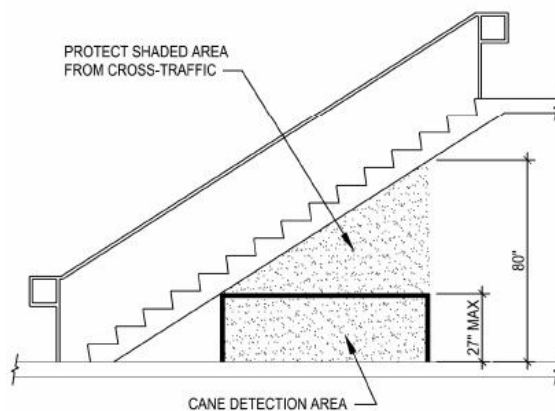 PROTECT SHADED AREA
FROM CROSS-TRAFFIC
80"
27" MAX
CANE DETECTION AREA